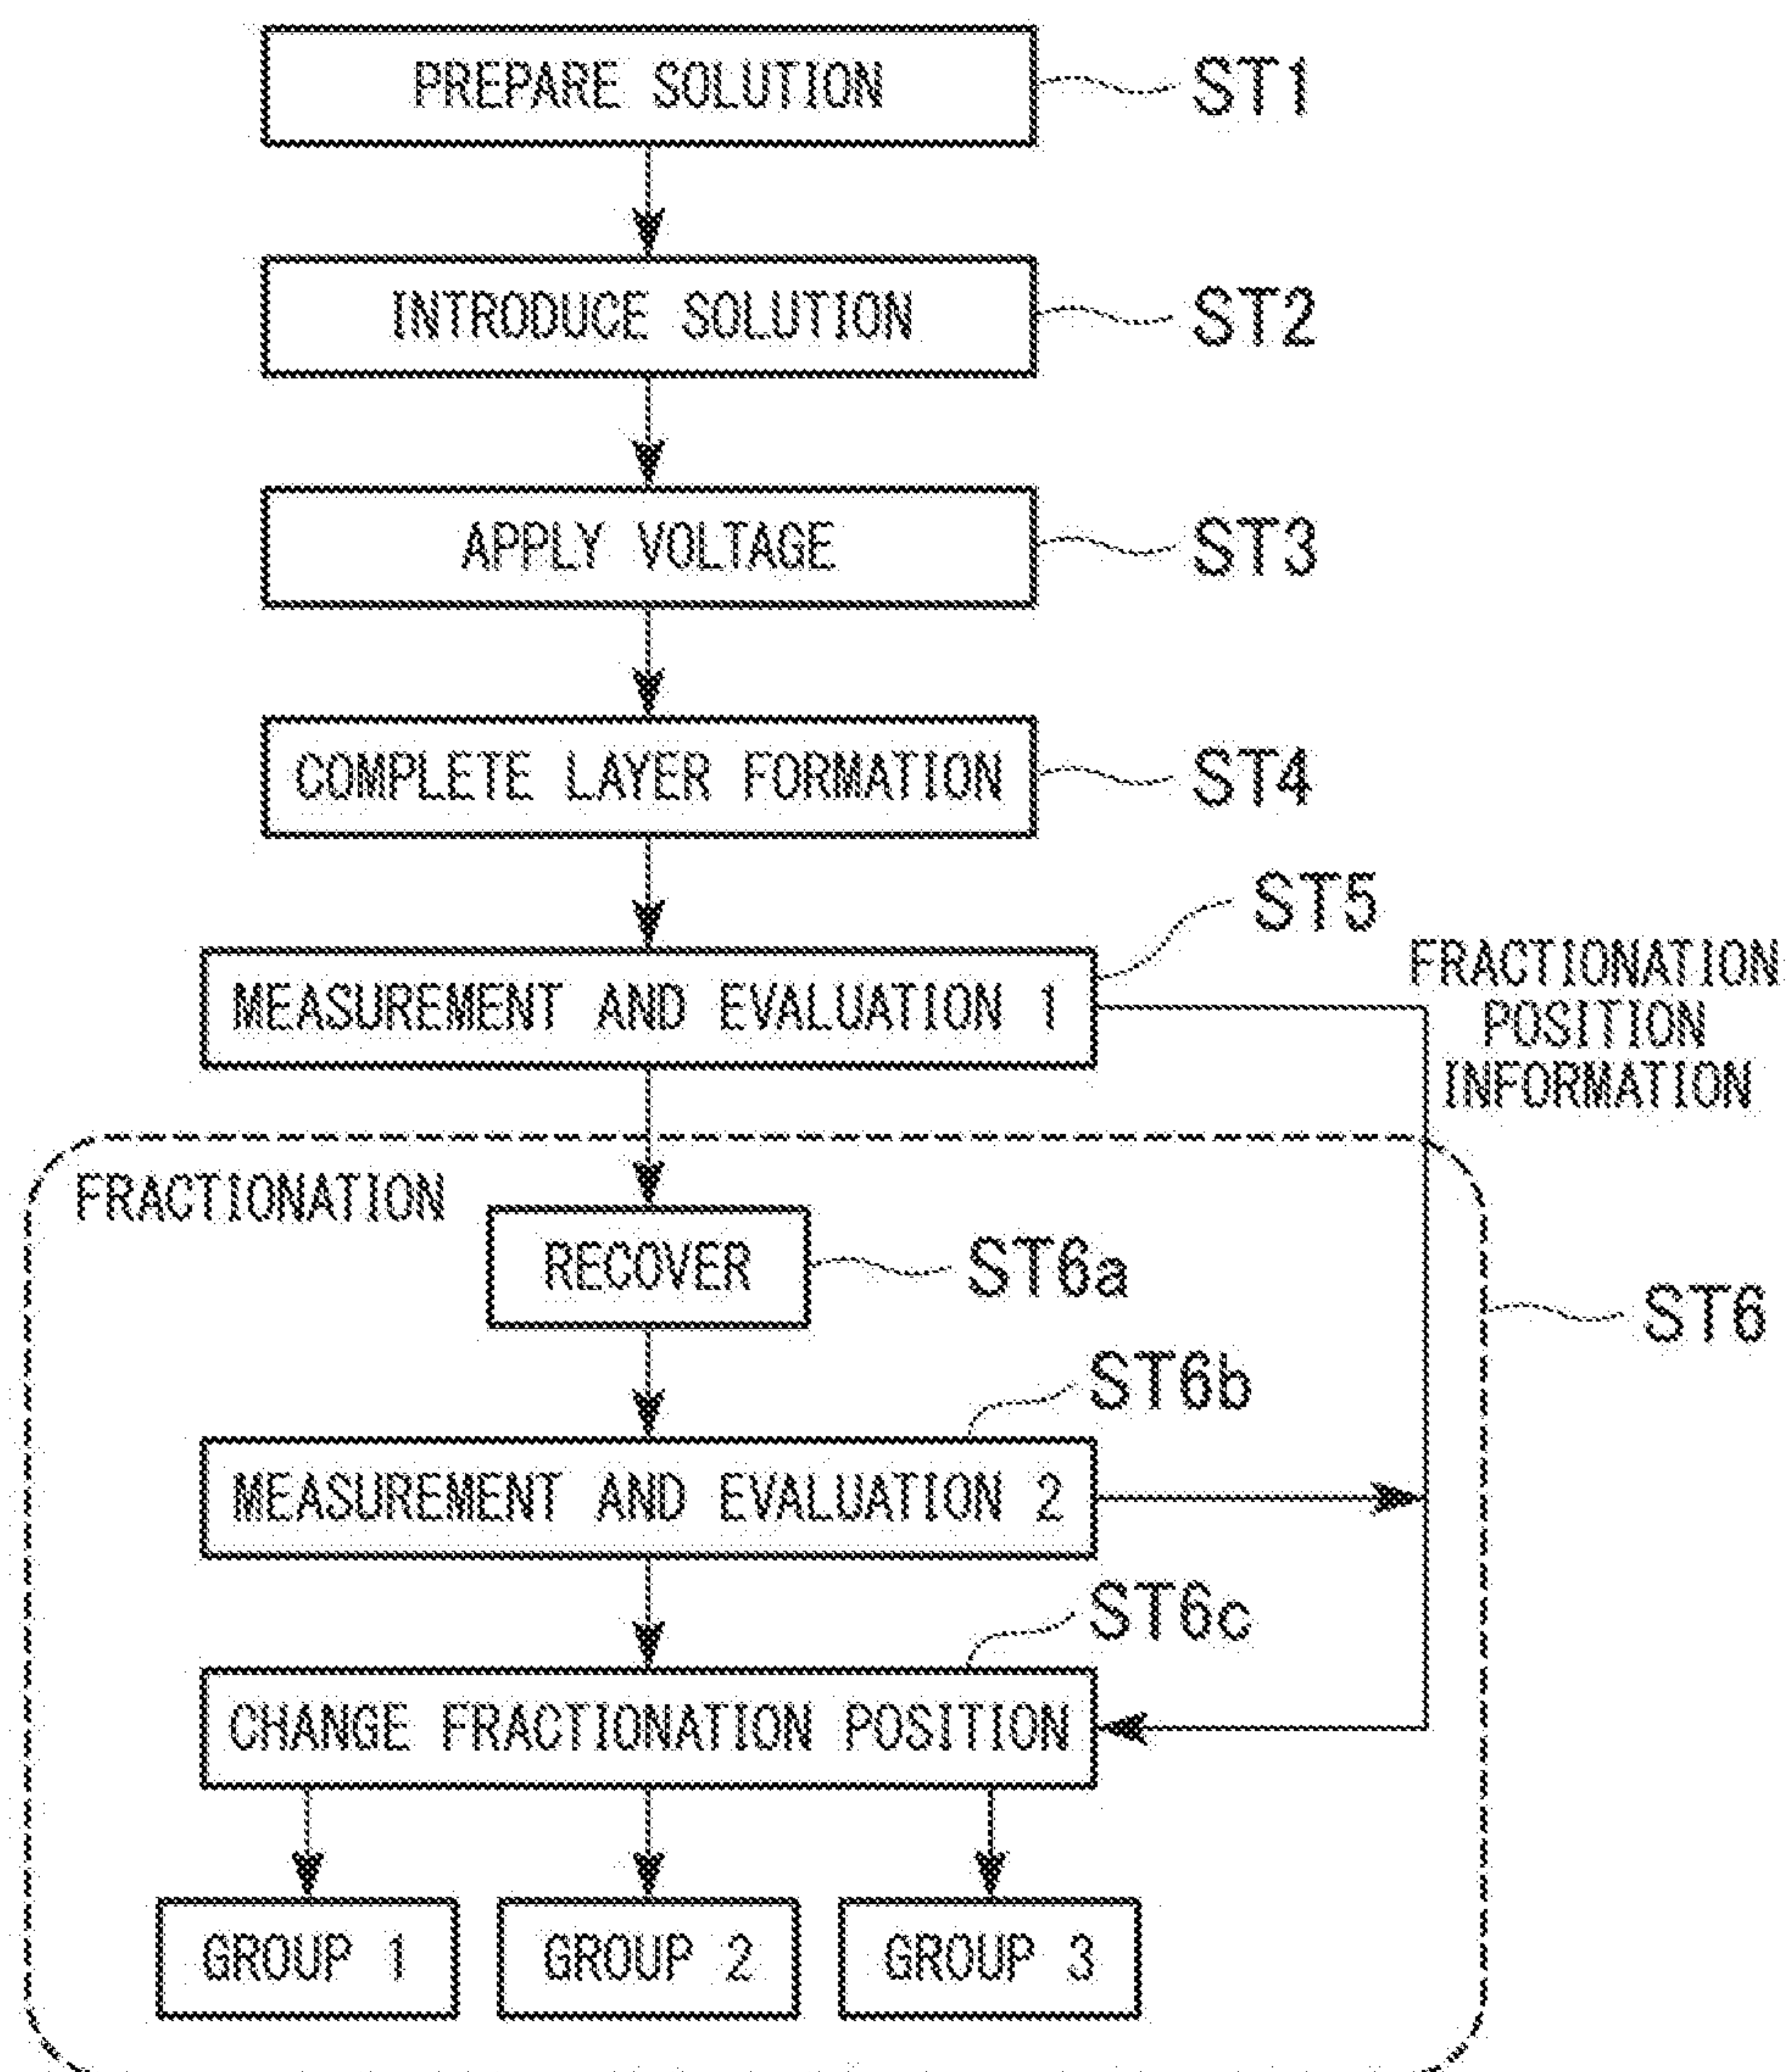 PREPARE SOLUTION
ST1
INTRODUCE SOLUTION
ST2
APPLY VOLTAGE
ST3
COMPLETE LAYER FORMATION
ST4
ST5
MEASUREMENT AND EVALUATION 1
FRACTIONATION
POSITION
INFORMATION
FRACTIONATION
RECOVER
ST6a
ST6
ST6b
MEASUREMENT AND EVALUATION 2
ST6c
CHANGE FRACTIONATION POSITION
GROUP 1
GROUP 2
GROUP 3